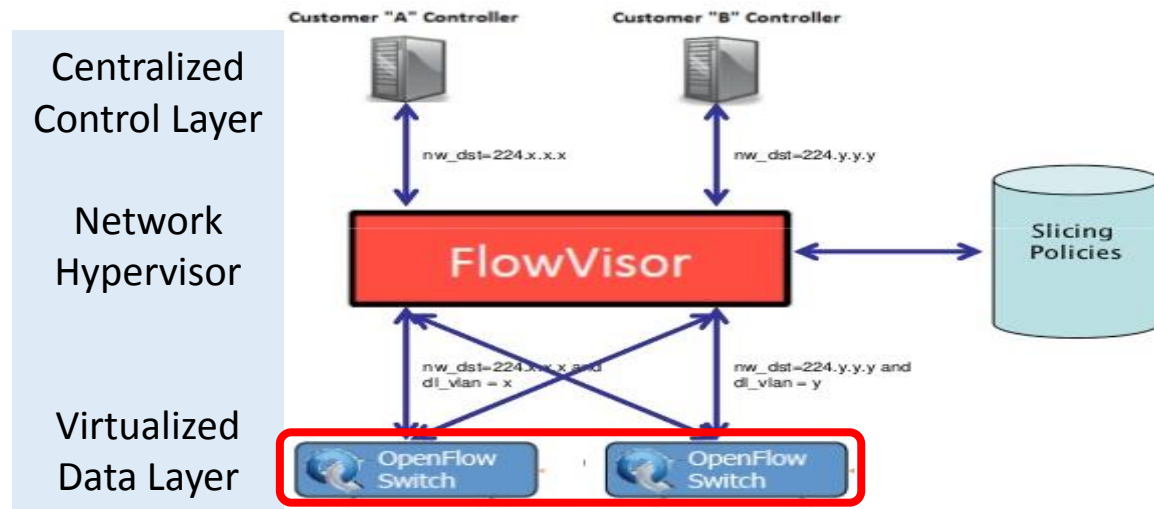 Customer "A" Controller
Customer "B" Controller
Centralized
Control Layer
nw_dst=224.x.x.x
nw_dst=224.y.y.y
Network
Hypervisor
FlowVisor
Slicing
Policies
nw_dst=224.x.x.x and
dl_vlan = x
nw_dst=224.y.y.y and
dl_vlan = y
Virtualized
Data Layer
OpenFlow
Switch
OpenFlow
Switch